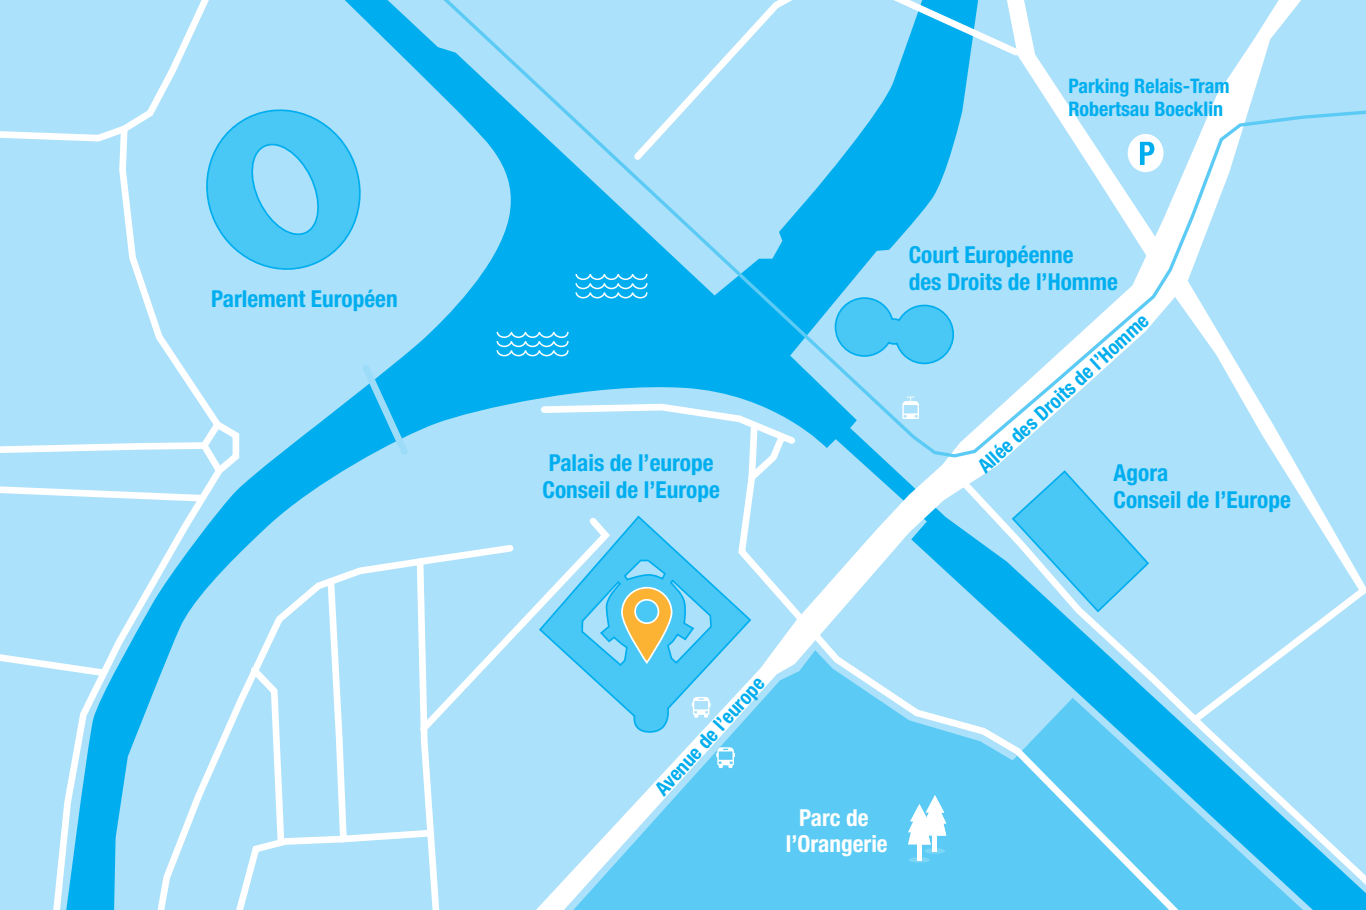 Parking Relais-Tram
Robertsau Boecklin
P
Court Européenne
des Droits de l'Homme
Parlement Européen
Allée des Droits de l'Homme
Palais de l'europe
Conseil de l'Europe
Agora
Conseil de l'Europe
Avenue de l'europe
Parc de
l'Orangerie